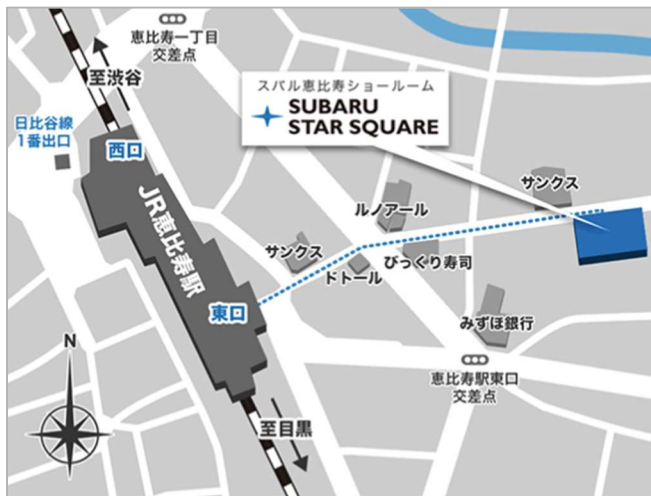 恵比寿一丁目
交差点
至渋谷
スバル恵比寿ショールーム
SUBARU
STAR SQUARE
日比谷線
1番出口
西口
JR恵比寿駅
サンクス
ルノアール
サンクス
びっくり寿司
ドトール
東口
みずほ銀行
N
恵比寿駅東口
交差点
至目黒